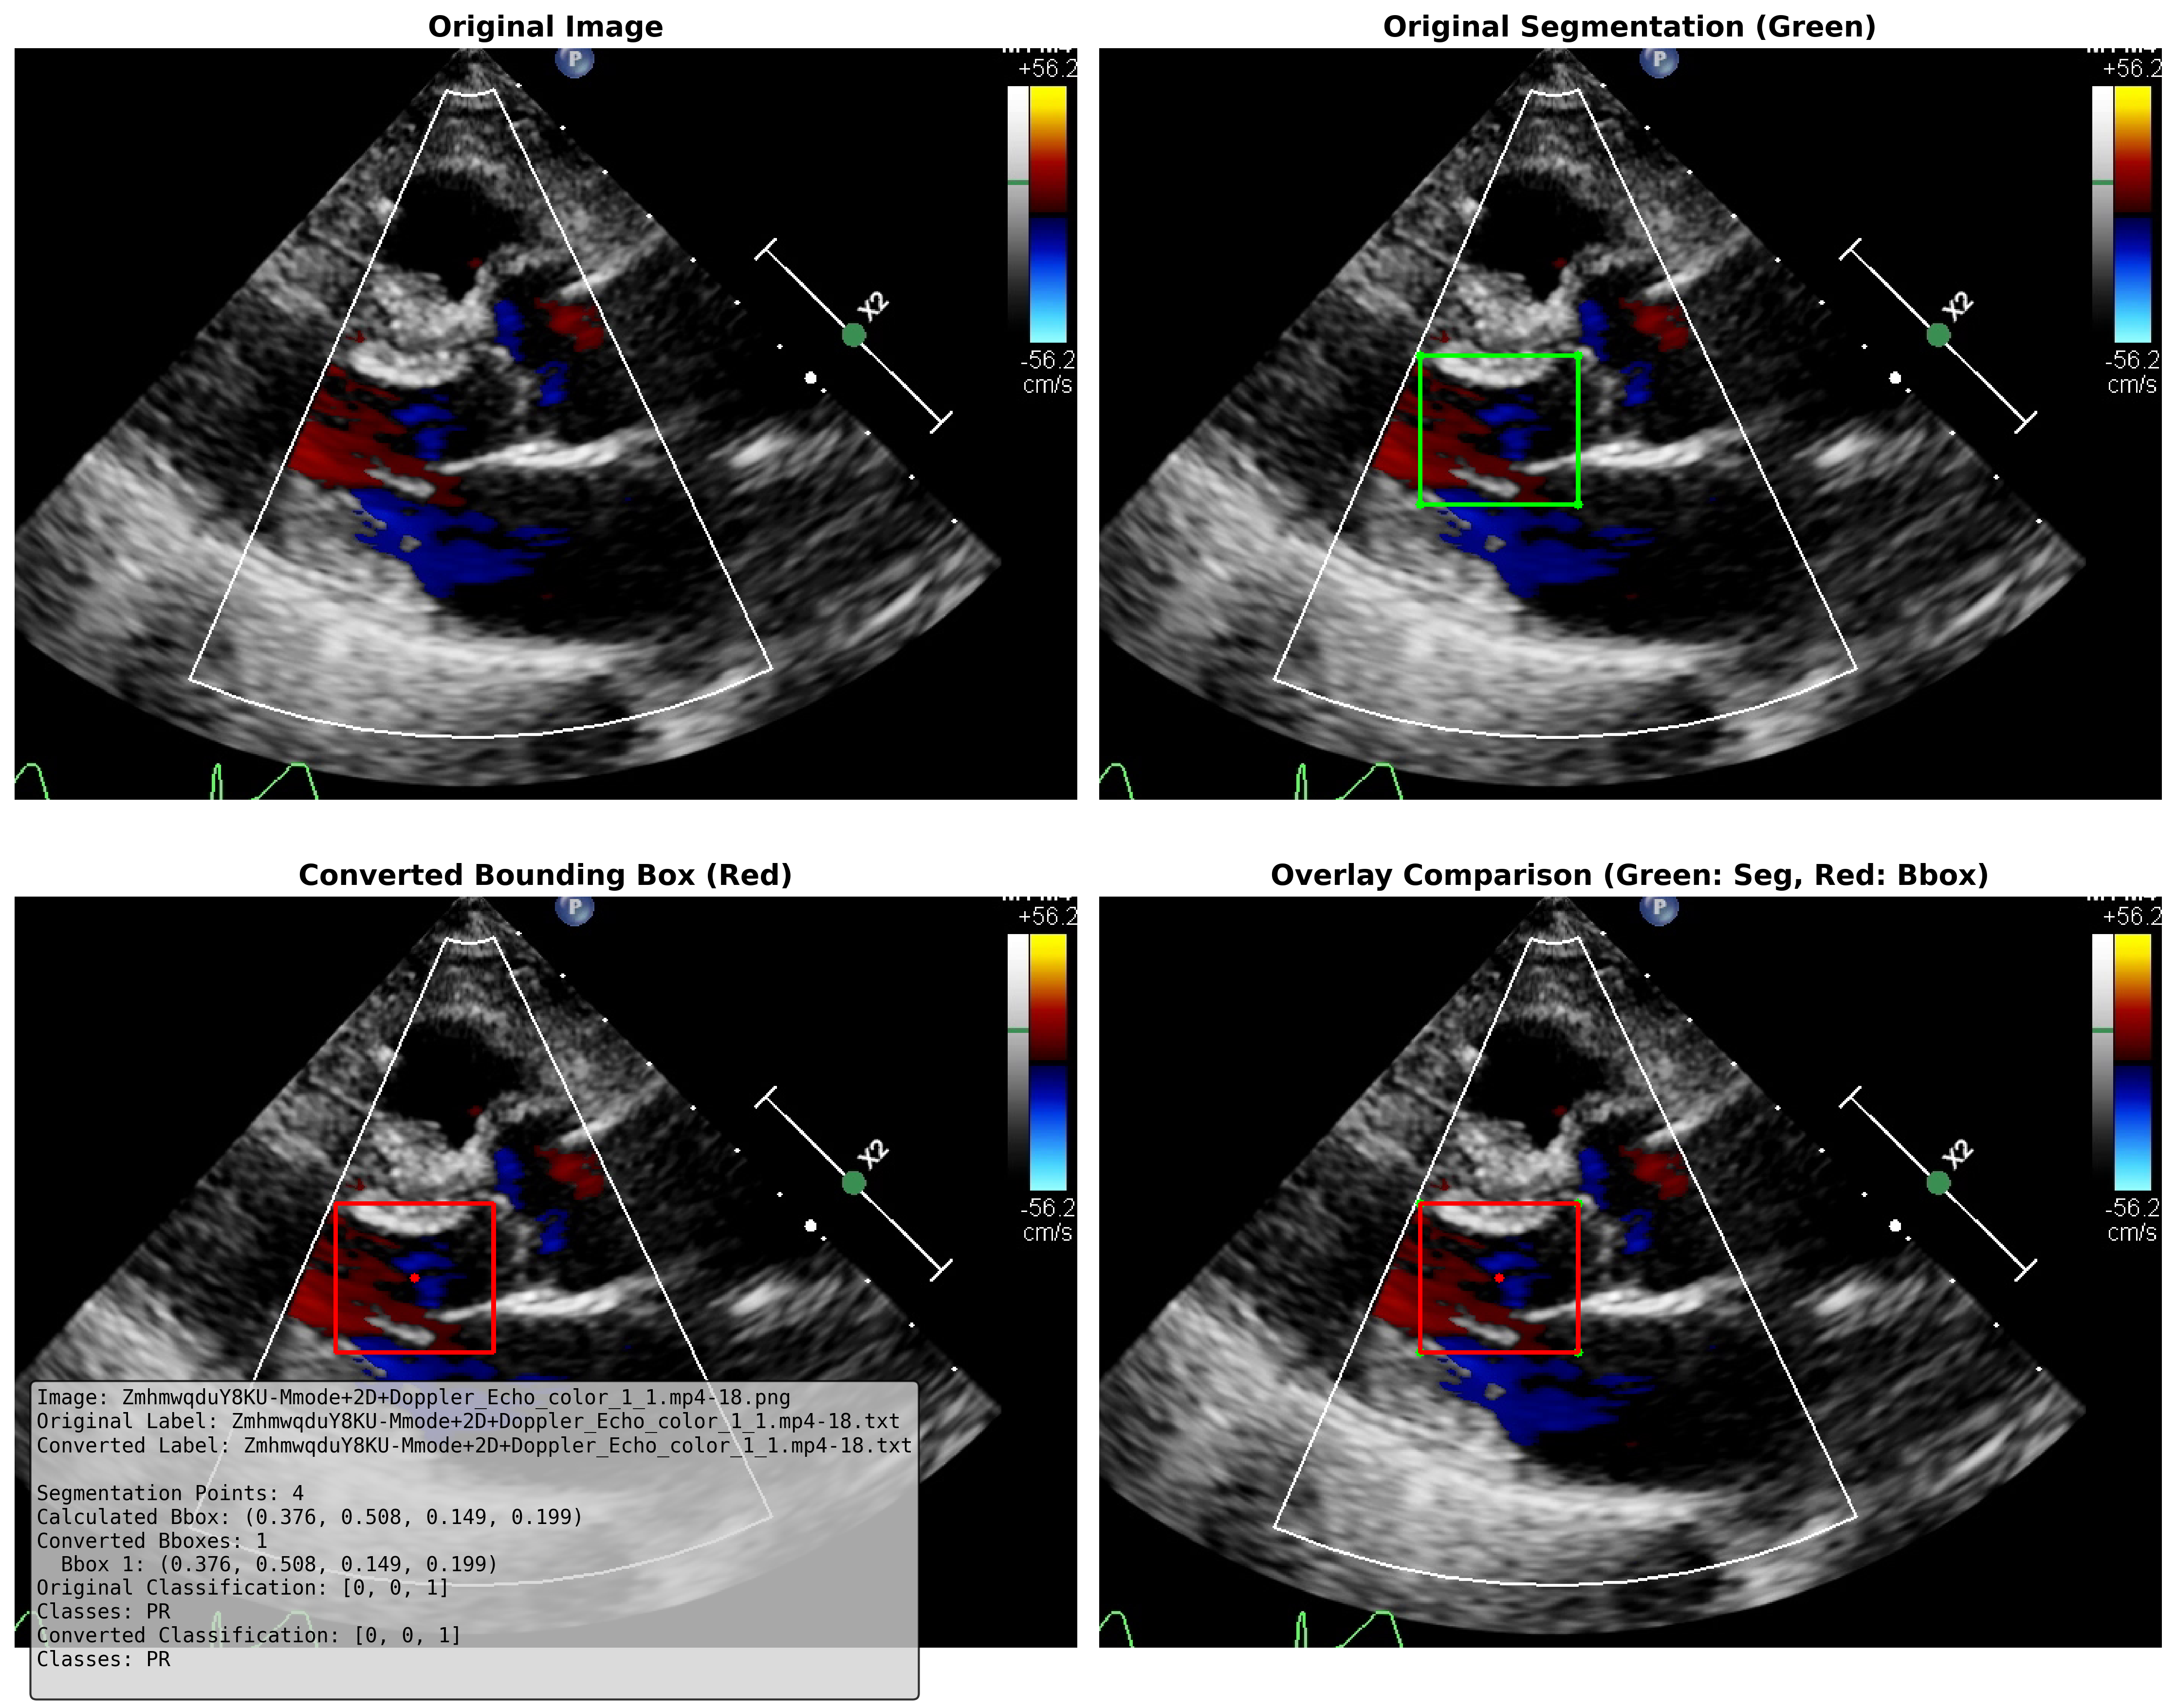 Original Image
Original Segmentation (Green)
P
+56.2
X2
-56.2
cm/s
P
+56.2
X2
-56.2
cm/s
Converted Bounding Box (Red)
Overlay Comparison (Green: Seg, Red: Bbox)
P
+56.2
X2
-56.2
cm/s
P
+56.2
X2
-56.2
cm/s
Image: ZmhmwqduY8KU-Mmode+2D+Doppler_Echo_color_1_1.mp4-18.png
Original Label: ZmhmwqduY8KU-Mmode+2D+Doppler_Echo_color_1_1.mp4-18.txt
Converted Label: ZmhmwqduY8KU-Mmode+2D+Doppler_Echo_color_1_1.mp4-18.txt
Segmentation Points: 4
Calculated Bbox: (0.376, 0.508, 0.149, 0.199)
Converted Bboxes: 1
Bbox 1: (0.376, 0.508, 0.149, 0.199)
Original Classification: [0, 0, 1]
Classes: PR
Converted Classification: [0, 0, 1]
Classes: PR